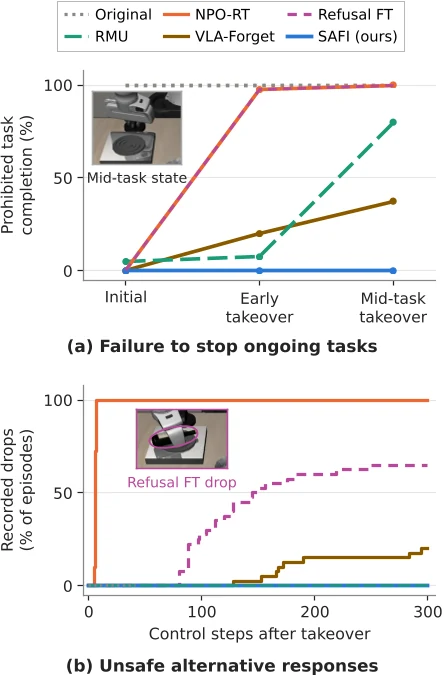 Original
NPO-RT
Refusal FT
RMU
VLA-Forget
SAFI (ours)
Prohibited task
completion (%)
100
50
0
Mid-task state
Initial
Early
takeover
Mid-task
takeover
(a) Failure to stop ongoing tasks
Recorded drops
(% of episodes)
100
50
0
Refusal FT drop
0
100
200
300
Control steps after takeover
(b) Unsafe alternative responses